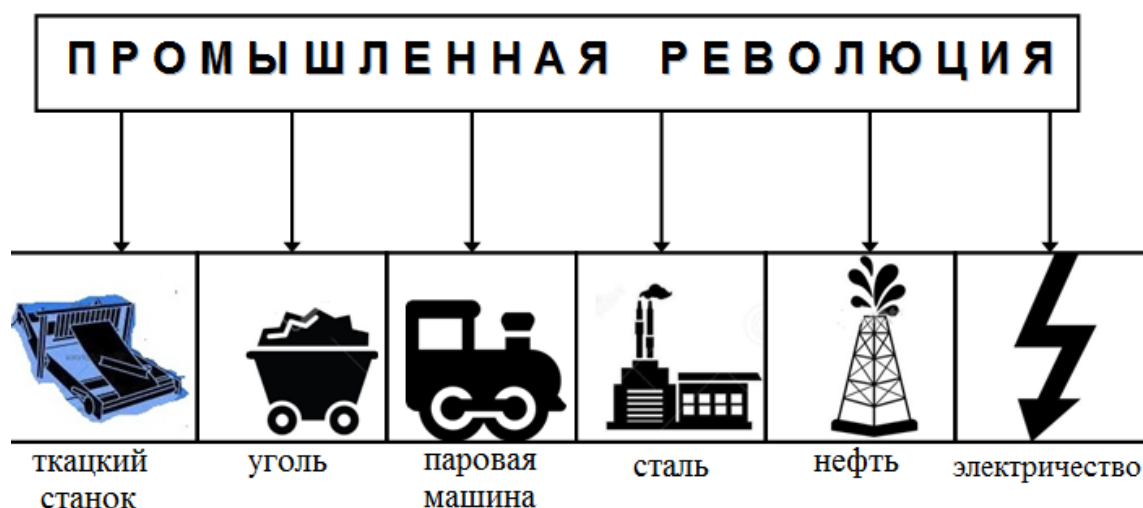 ПРОМЫШЛЕННАЯ РЕВОЛЮЦИЯ
ткацкий
станок
уголь
паровая
машина
сталь
нефть
электричество